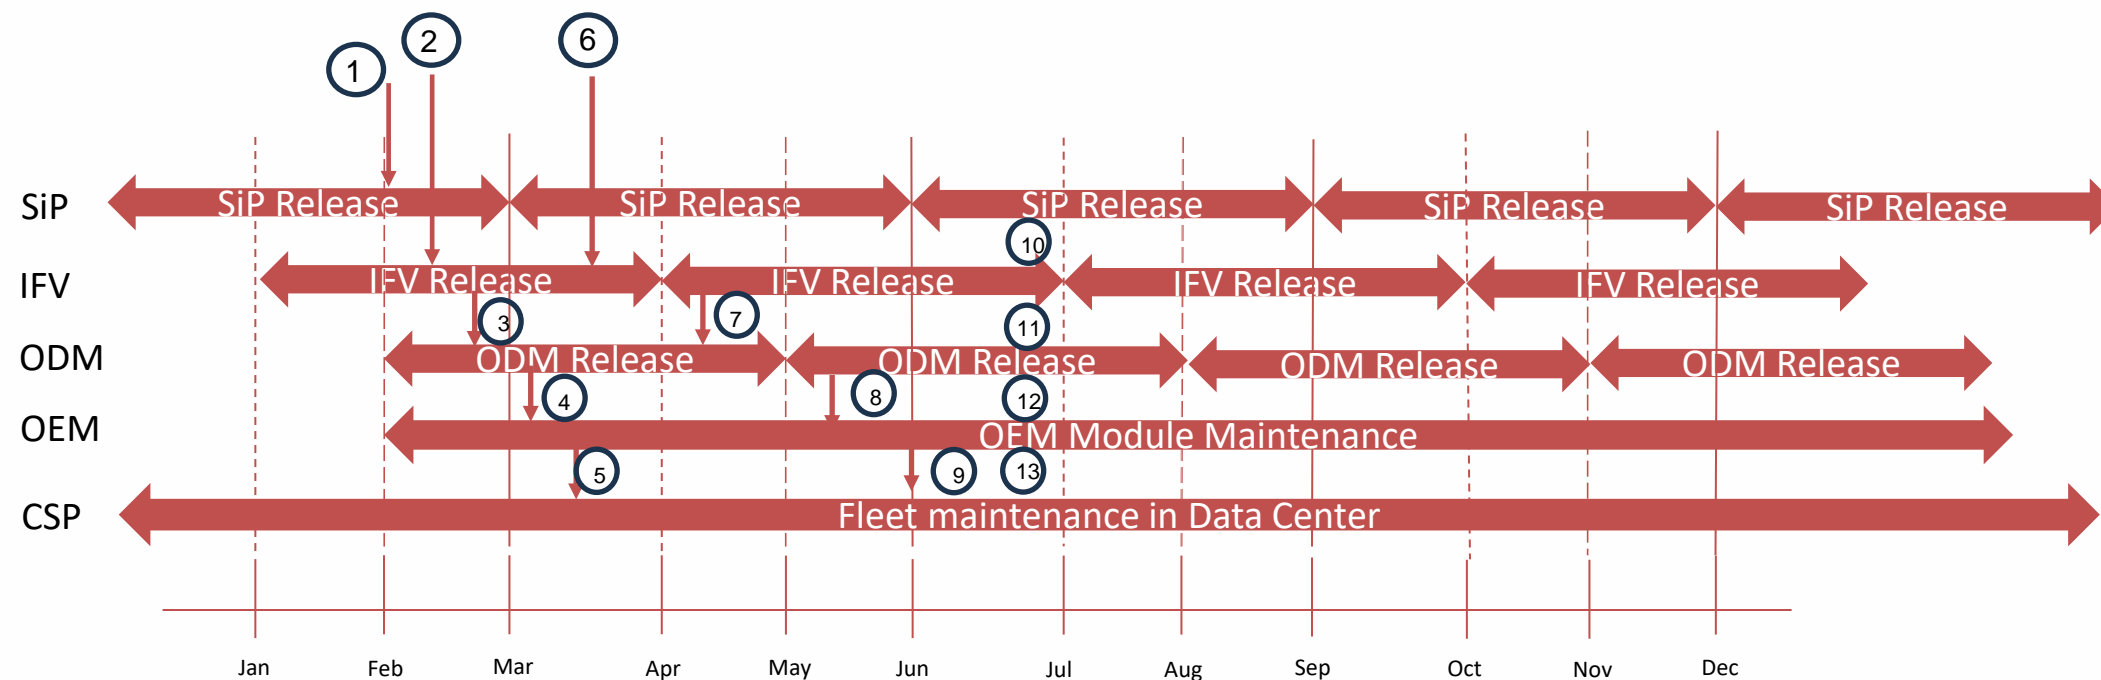 1
2
6
SiP
SiP Release
SiP Release
SiP Release
SiP Release
SiP Release
10
IFV
IFV Release
IFV Release
IFV Release
IFV Release
3
7
11
ODM
ODM Release
ODM Release
ODM Release
ODM Release
4
8
12
OEM
OEM Module Maintenance
5
9
13
CSP
Fleet maintenance in Data Center
Jan
Feb
Mar
Apr
May
Jun
Jul
Aug
Sep
Oct
Nov
Dec